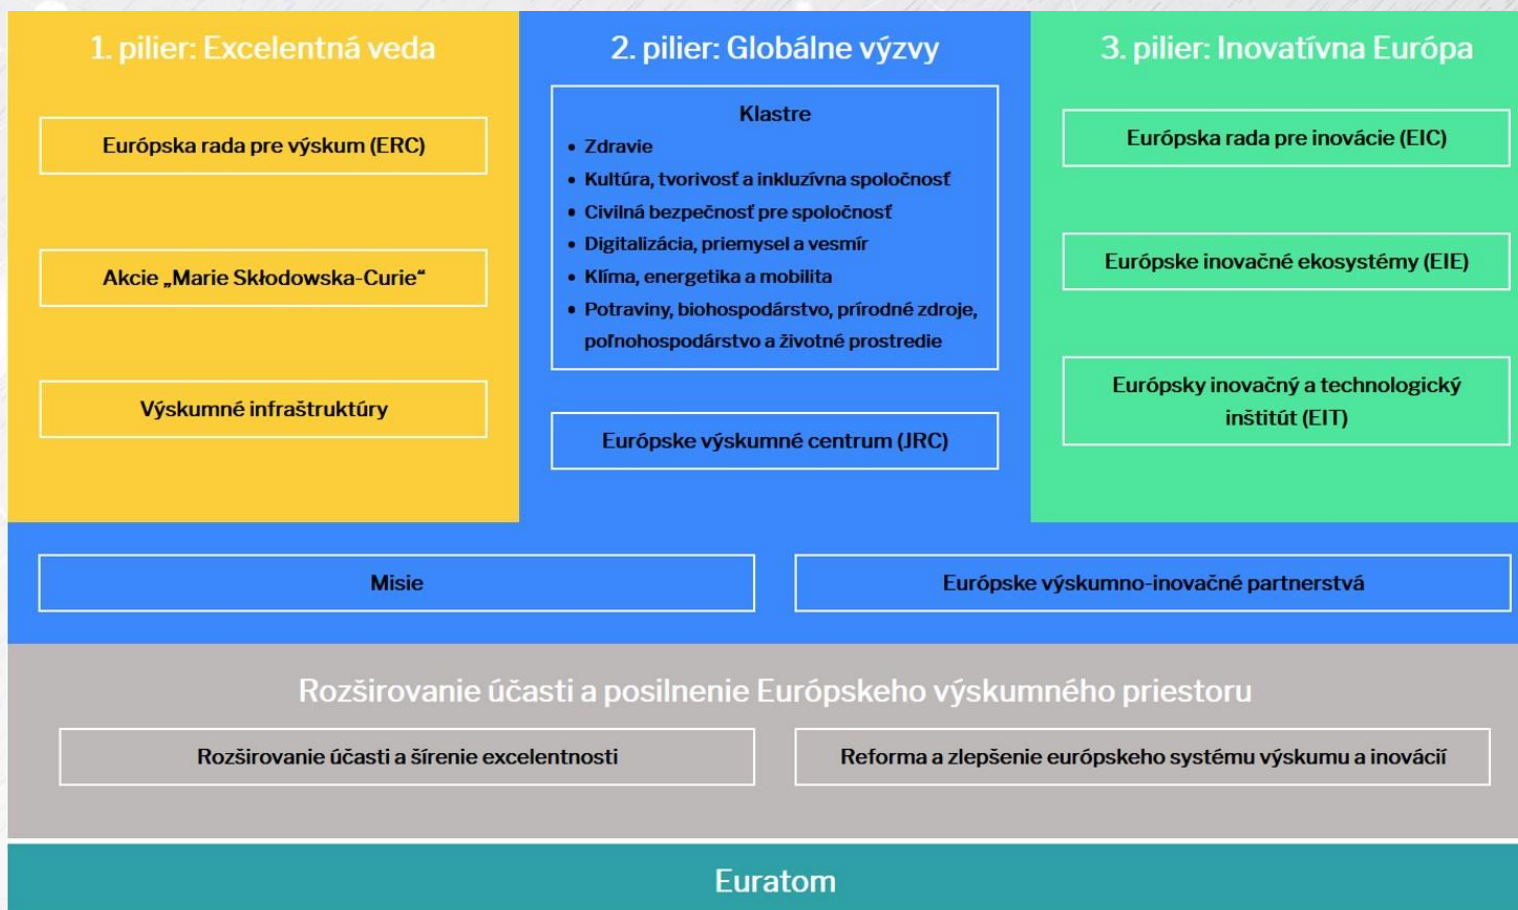 1. pilier: Excelentná veda
Európska rada pre výskum (ERC)
Akcie „Marie Skłodowska-Curie“
Výskumné infraštruktúry
2. pilier: Globálne výzvy
Klastre
• Zdravie
• Kultúra, tvorivosť a inkluzívna spoločnosť
• Civilná bezpečnosť pre spoločnosť
• Digitalizácia, priemysel a vesmír
• Klíma, energetika a mobilita
• Potraviny, biohospodárstvo, prírodné zdroje,
poľnohospodárstvo a životné prostredie
Európske výskumné centrum (JRC)
3. pilier: Inovatívna Európa
Európska rada pre inovácie (EIC)
Európske inovačné ekosystémy (EIE)
Európsky inovačný a technologický
inštitút (EIT)
Misie
Európske výskumno-inovačné partnerstvá
Rozširovanie účasti a posilnenie Európskeho výskumného priestoru
Rozširovanie účasti a šírenie excelentnosti
Reforma a zlepšenie európskeho systému výskumu a inovácií
Euratom